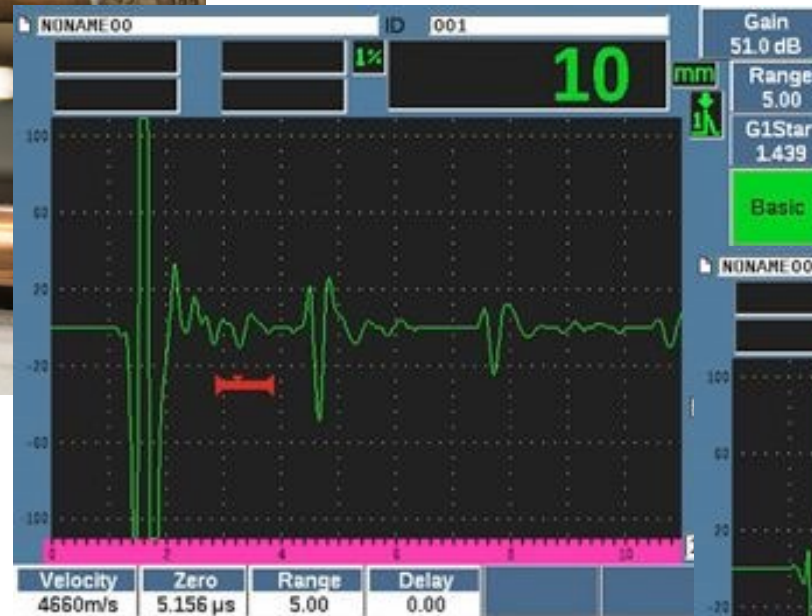 NONAME00 ID 001
1%
10
mm
1
Gain
51.0 dB
Range
5.00
G1Star
1.439
Basic
100
60
20
-20
-60
-100
0 2 4 6 8 10
Velocity
4660m/s
Zero
5.156 µs
Range
5.00
Delay
0.00
NONAME00
100
60
20
-20